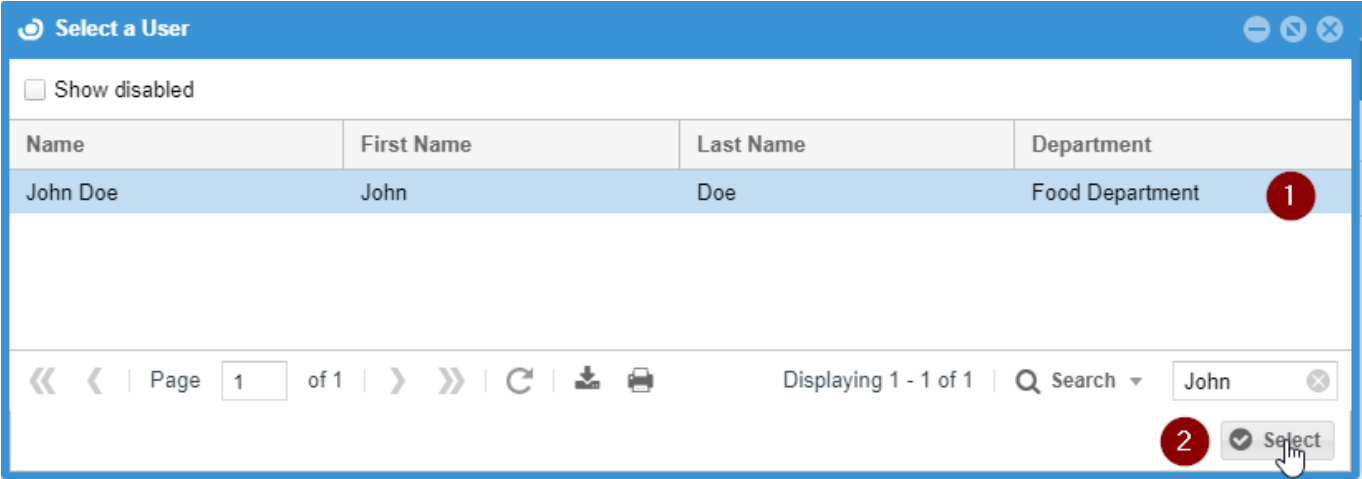 Select a User
Show disabled
Name First Name Last Name Department
John Doe John Doe Food Department 1
Page 1 of 1 Displaying 1 - 1 of 1 Search John
2 Select